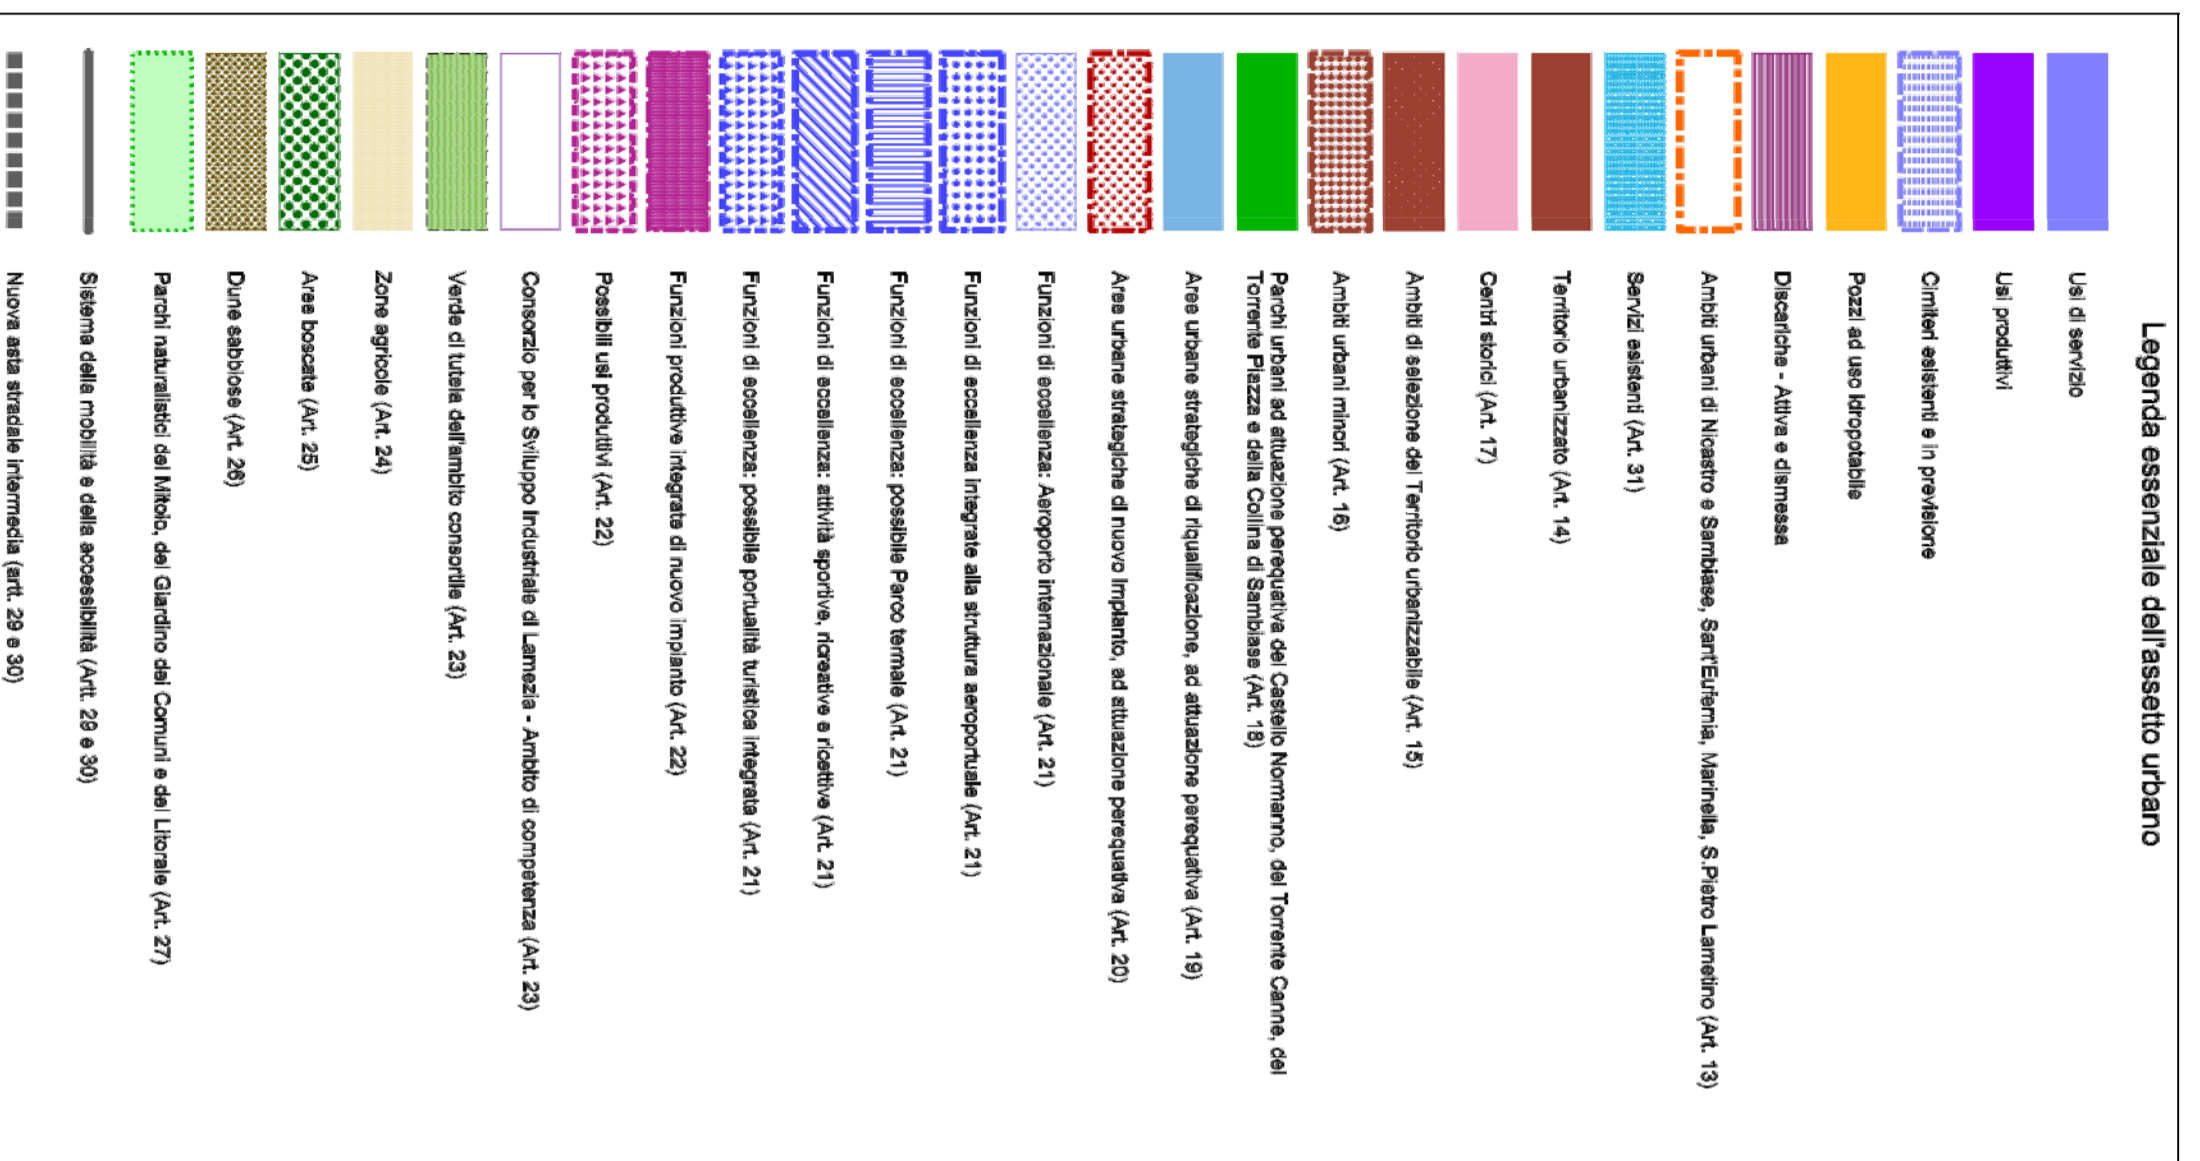 Legenda essenziale dell'assetto urbano
Usi di servizio
Usi produttivi
Cimiteri esistenti e in previsione
Pozzi ad uso idropotabile
Discariche - Attiva e dismessa
Ambiti urbani di Nicastro e Sambiase, Sant'Eufemia, Marinella, S.Pietro Lametino (Art. 13)
Servizi esistenti (Art. 31)
Territorio urbanizzato (Art. 14)
Centri storici (Art. 17)
Ambiti di selezione del Territorio urbanizzabile (Art. 15)
Ambiti urbani minori (Art. 16)
Parchi urbani ad attuazione perequativa del Castello Normanno, del Torrente Canne, del
Torrente Piazza e della Collina di Sambiase (Art. 18)
Aree urbane strategiche di riqualificazione, ad attuazione perequativa (Art. 19)
Aree urbane strategiche di nuovo impianto, ad attuazione perequativa (Art. 20)
Funzioni di eccellenza: Aeroporto internazionale (Art. 21)
Funzioni di eccellenza integrate alla struttura aeroportuale (Art. 21)
Funzioni di eccellenza: possibile Parco termale (Art. 21)
Funzioni di eccellenza: attività sportive, ricreative e ricettive (Art. 21)
Funzioni di eccellenza: possibile portualità turistica integrata (Art. 21)
Funzioni produttive integrate di nuovo impianto (Art. 22)
Possibili usi produttivi (Art. 22)
Consorzio per lo Sviluppo Industriale di Lamezia - Ambito di competenza (Art. 23)
Verde di tutela dell'ambito consortile (Art. 23)
Zone agricole (Art. 24)
Aree boscate (Art. 25)
Dune sabbiose (Art. 26)
Parchi naturalistici del Mitoio, del Giardino dei Comuni e del Litorale (Art. 27)
Sistema della mobilità e della accessibilità (Artt. 29 e 30)
Nuova asta stradale intermedia (artt. 29 e 30)